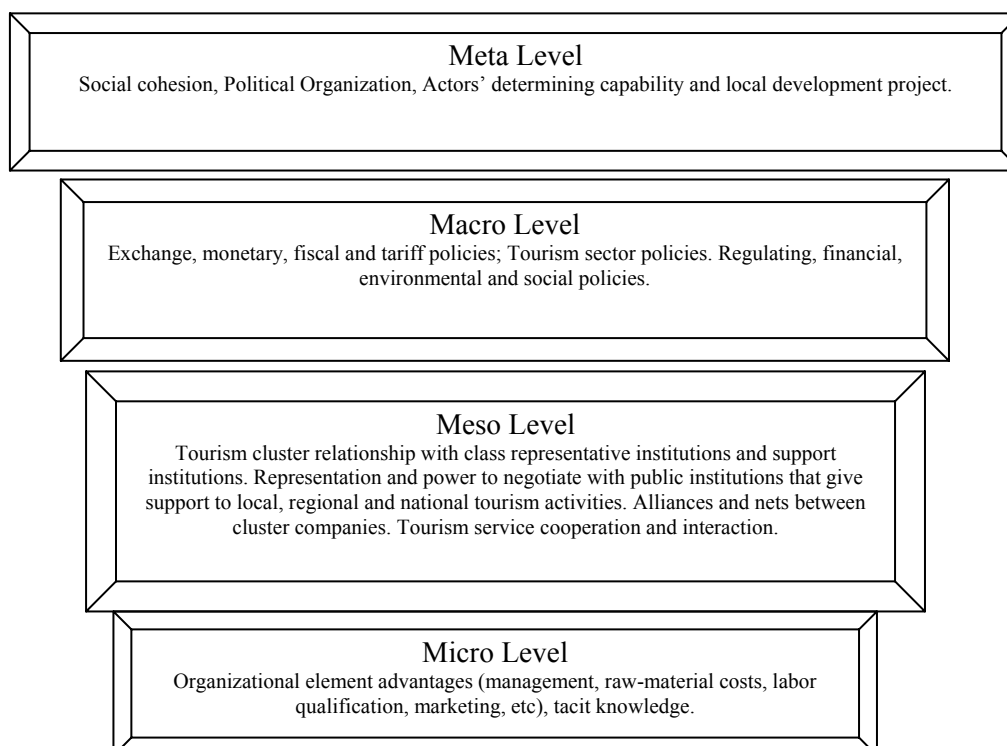 Meta Level
Social cohesion, Political Organization, Actors’ determining capability and local development project.
Macro Level
Exchange, monetary, fiscal and tariff policies; Tourism sector policies. Regulating, financial,
environmental and social policies.
Meso Level
Tourism cluster relationship with class representative institutions and support
institutions. Representation and power to negotiate with public institutions that give
support to local, regional and national tourism activities. Alliances and nets between
cluster companies. Tourism service cooperation and interaction.
Micro Level
Organizational element advantages (management, raw-material costs, labor
qualification, marketing, etc), tacit knowledge.